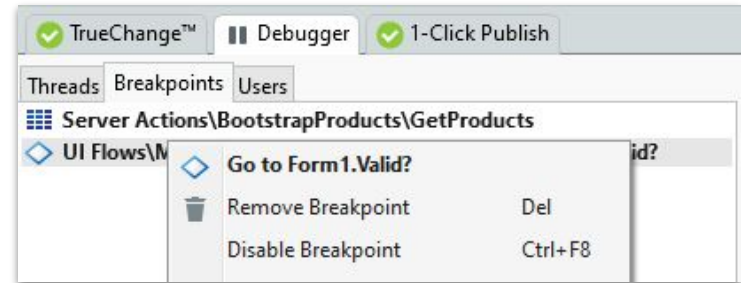 TrueChange™ Debugger 1-Click Publish
Threads Breakpoints Users
Server Actions\BootstrapProducts\GetProducts
UI Flows\M id?
Go to Form1.Valid?
Remove Breakpoint Del
Disable Breakpoint Ctrl+F8